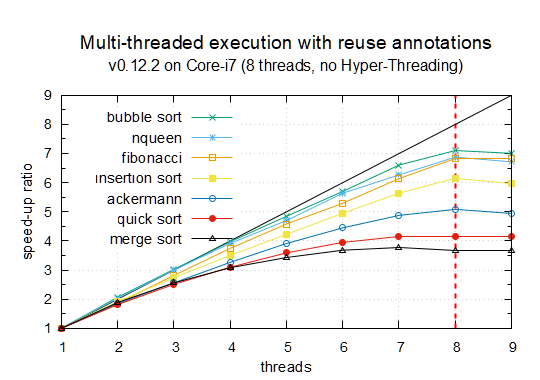 Multi-threaded execution with reuse annotations
v0.12.2 on Core-i7 (8 threads, no Hyper-Threading)
9
8
7
6
5
4
3
2
1
speed-up ratio
bubble sort
nqueen
fibonacci
insertion sort
ackermann
quick sort
merge sort
1 2 3 4 5 6 7 8 9
threads